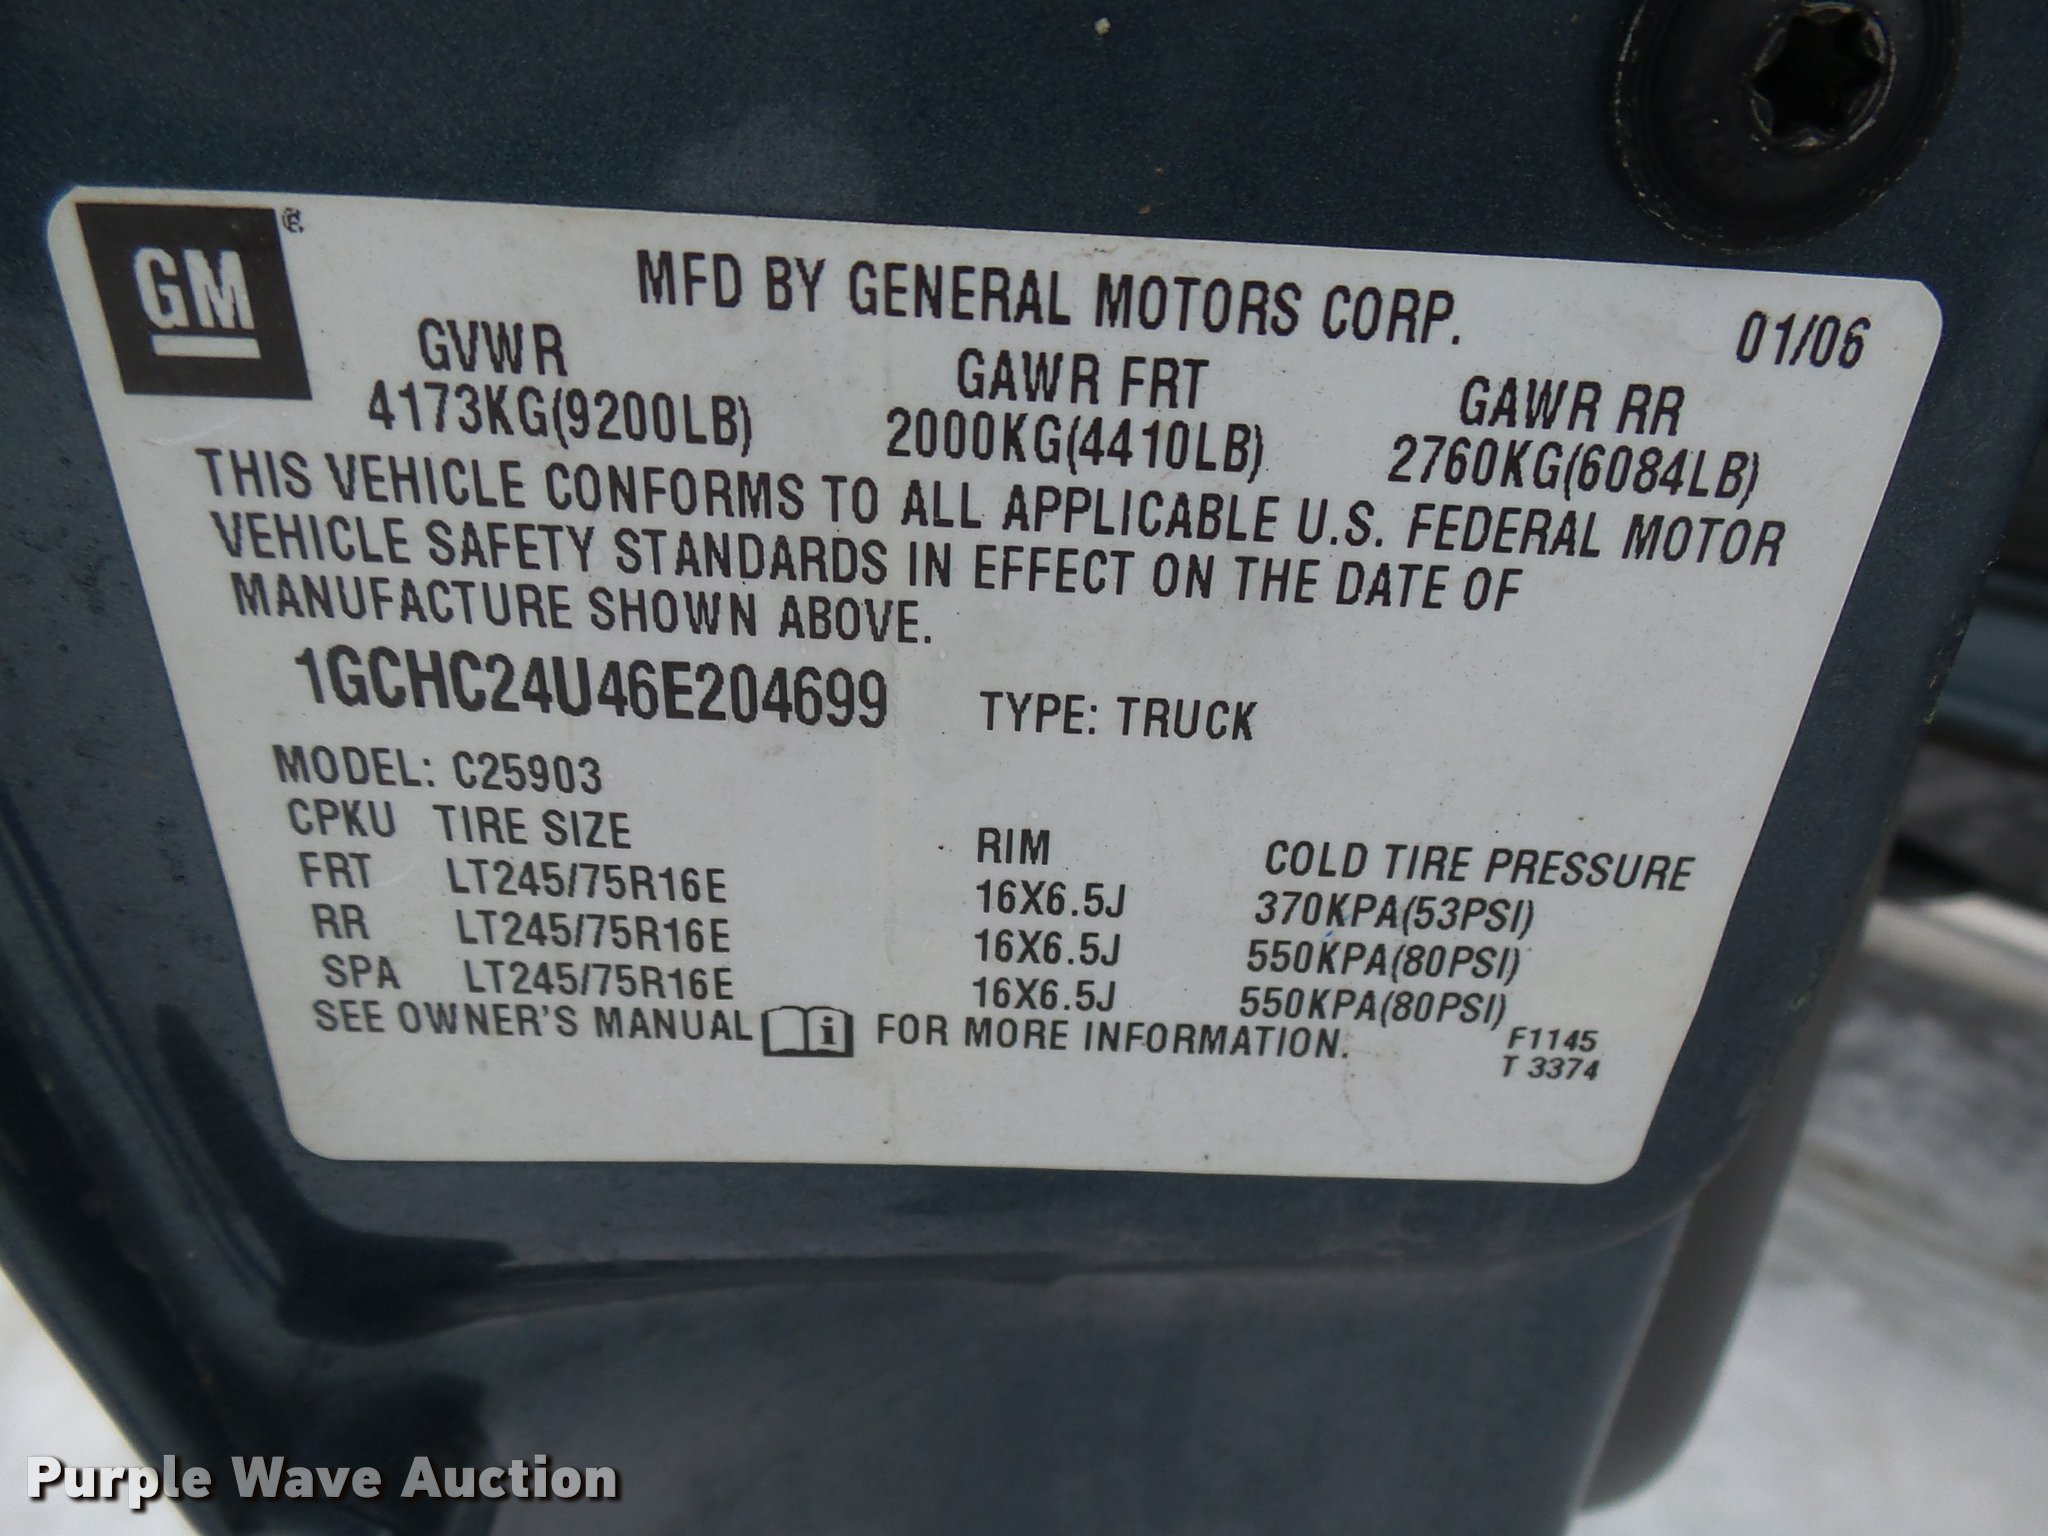 GM ®
MFD BY GENERAL MOTORS CORP. 01/06
GVWR GAWR FRT GAWR RR
4173KG(9200LB) 2000KG(4410LB) 2760KG(6084LB)
THIS VEHICLE CONFORMS TO ALL APPLICABLE U.S. FEDERAL MOTOR
VEHICLE SAFETY STANDARDS IN EFFECT ON THE DATE OF
MANUFACTURE SHOWN ABOVE.
1GCHC24U46E204699 TYPE: TRUCK
MODEL: C25903
CPKU TIRE SIZE RIM COLD TIRE PRESSURE
FRT LT245/75R16E 16X6.5J 370KPA(53PSI)
RR LT245/75R16E 16X6.5J 550KPA(80PSI)
SPA LT245/75R16E 16X6.5J 550KPA(80PSI)
SEE OWNER'S MANUAL i FOR MORE INFORMATION. F1145
T 3374
Purple Wave Auction